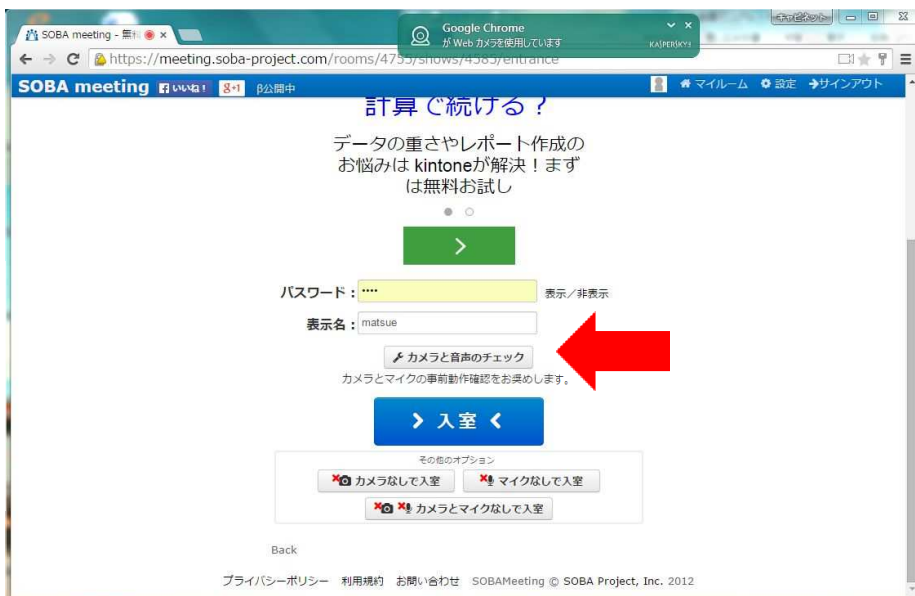 キャビネット
SOBA meeting - 無料
Google Chrome
が Web カメラを使用しています
KASPERSKY
https://meeting.soba-project.com/rooms/4755/shows/4585/entrance
SOBA meeting いいね! 8+1 β公開中 マイルーム 設定 サインアウト
計算で続ける?
データの重さやレポート作成の
お悩みは kintoneが解決!まず
は無料お試し
パスワード: •••• 表示/非表示
表示名: matsue
カメラと音声のチェック
カメラとマイクの事前動作確認をお奨めします。
入室
その他のオプション
カメラなしで入室 マイクなしで入室
カメラとマイクなしで入室
Back
プライバシーポリシー 利用規約 お問い合わせ SOBAMeeting © SOBA Project, Inc. 2012